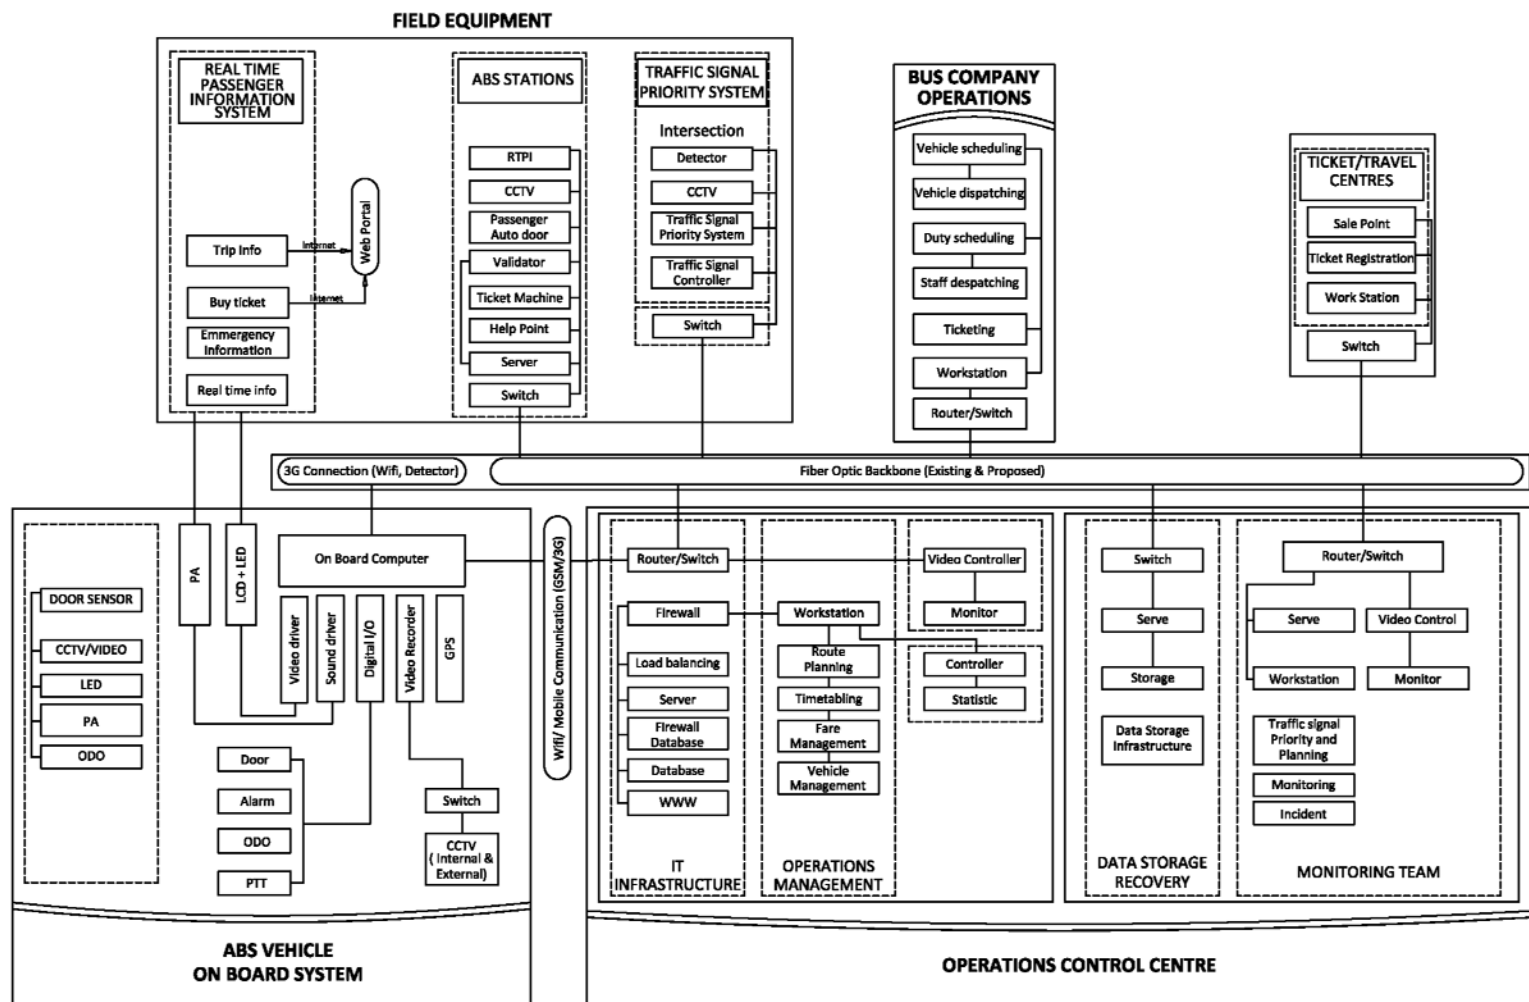 FIELD EQUIPMENT
REAL TIME
PASSENGER
INFORMATION
SYSTEM
Trip Info
Internet
Buy ticket
Internet
Web Portal
Emmergency
Information
Real time info
ABS STATIONS
RTPI
CCTV
Passenger
Auto door
Validator
Ticket Machine
Help Point
Server
Switch
TRAFFIC SIGNAL
PRIORITY SYSTEM
Intersection
Detector
CCTV
Traffic Signal
Priority System
Traffic Signal
Controller
Switch
BUS COMPANY
OPERATIONS
Vehicle scheduling
Vehicle dispatching
Duty scheduling
Staff despatching
Ticketing
Workstation
Router/Switch
TICKET/TRAVEL
CENTRES
Sale Point
Ticket Registration
Work Station
Switch
3G Connection (Wifi, Detector)
Fiber Optic Backbone (Existing & Proposed)
DOOR SENSOR
CCTV/VIDEO
LED
PA
ODO
PA
LCD + LED
On Board Computer
Video driver
Sound driver
Digital I/O
Video Recorder
GPS
Door
Alarm
ODO
PTT
Switch
CCTV
( Internal &
External)
ABS VEHICLE
ON BOARD SYSTEM
Wifi/ Mobile Communication (GSM/3G)
Router/Switch
Firewall
Load balancing
Server
Firewall
Database
Database
WWW
IT
INFRASTRUCTURE
Workstation
Route
Planning
Timetabling
Fare
Management
Vehicle
Management
OPERATIONS
MANAGEMENT
Video Controller
Monitor
Controller
Statistic
Switch
Serve
Storage
Data Storage
Infrastructure
DATA STORAGE
RECOVERY
Router/Switch
Serve
Video Control
Workstation
Monitor
Traffic signal
Priority and
Planning
Monitoring
Incident
MONITORING TEAM
OPERATIONS CONTROL CENTRE